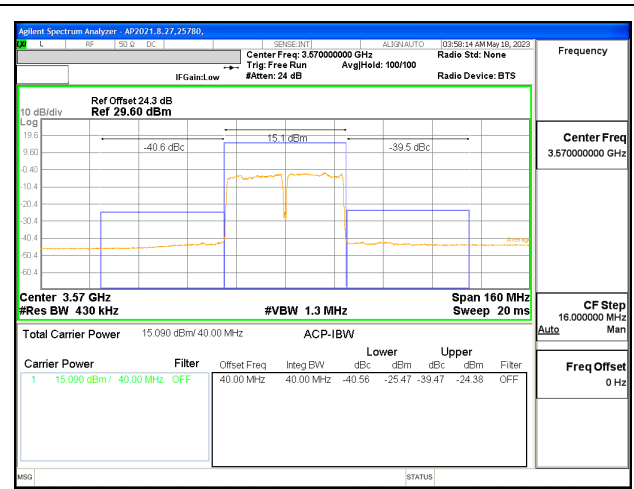 Agilent Spectrum Analyzer - AP2021.8.27,25780,
L RF 50 Ω DC SENSE:INT ALIGN AUTO 03:58:14 AM May 18, 2023
Center Freq: 3.570000000 GHz Radio Std: None
Trig: Free Run Avg|Hold: 100/100
IFGain:Low #Atten: 24 dB Radio Device: BTS
Ref Offset 24.3 dB
10 dB/div Ref 29.60 dBm
Log
19.6
9.60
-0.40
-10.4
-20.4
-30.4
-40.4
-50.4
-60.4
-40.6 dBc 15.1 dBm -39.5 dBc
Average
Center 3.57 GHz Span 160 MHz
#Res BW 430 kHz #VBW 1.3 MHz Sweep 20 ms
Total Carrier Power 15.090 dBm/ 40.00 MHz ACP-IBW
Lower Upper
Carrier Power Filter Offset Freq Integ BW dBc dBm dBc dBm Filter
1 15.090 dBm / 40.00 MHz OFF 40.00 MHz 40.00 MHz -40.56 -25.47 -39.47 -24.38 OFF
MSG STATUS
Frequency
Center Freq
3.570000000 GHz
CF Step
16.000000 MHz
Auto Man
Freq Offset
0 Hz